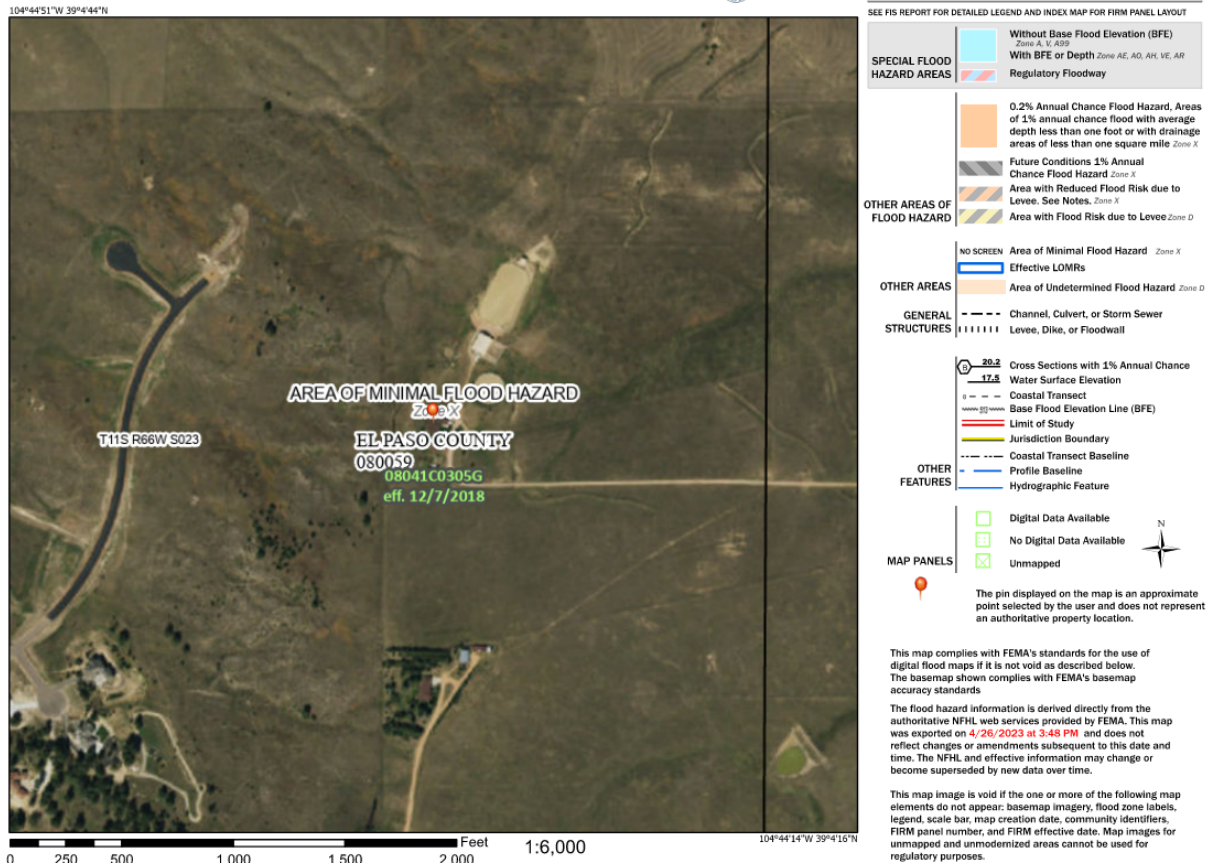 104°44'51"W 39°4'44"N
AREA OF MINIMAL FLOOD HAZARD
Zone X
T11S R66W S023
EL PASO COUNTY
080059
08041C0305G
eff. 12/7/2018
104°44'14"W 39°4'16"N
0 250 500 1,000 1,500 2,000 Feet
1:6,000
SEE FIS REPORT FOR DETAILED LEGEND AND INDEX MAP FOR FIRM PANEL LAYOUT
SPECIAL FLOOD
HAZARD AREAS
Without Base Flood Elevation (BFE)
Zone A, V, A99
With BFE or Depth Zone AE, AO, AH, VE, AR
Regulatory Floodway
OTHER AREAS OF
FLOOD HAZARD
0.2% Annual Chance Flood Hazard, Areas
of 1% annual chance flood with average
depth less than one foot or with drainage
areas of less than one square mile Zone X
Future Conditions 1% Annual
Chance Flood Hazard Zone X
Area with Reduced Flood Risk due to
Levee. See Notes. Zone X
Area with Flood Risk due to Levee Zone D
OTHER AREAS
NO SCREEN Area of Minimal Flood Hazard Zone X
Effective LOMRs
Area of Undetermined Flood Hazard Zone D
GENERAL
STRUCTURES
Channel, Culvert, or Storm Sewer
Levee, Dike, or Floodwall
OTHER
FEATURES
B 20.2 Cross Sections with 1% Annual Chance
17.5 Water Surface Elevation
8 Coastal Transect
513 Base Flood Elevation Line (BFE)
Limit of Study
Jurisdiction Boundary
Coastal Transect Baseline
Profile Baseline
Hydrographic Feature
MAP PANELS
Digital Data Available
No Digital Data Available
Unmapped
N
The pin displayed on the map is an approximate
point selected by the user and does not represent
an authoritative property location.
This map complies with FEMA's standards for the use of
digital flood maps if it is not void as described below.
The basemap shown complies with FEMA's basemap
accuracy standards
The flood hazard information is derived directly from the
authoritative NFHL web services provided by FEMA. This map
was exported on 4/26/2023 at 3:48 PM and does not
reflect changes or amendments subsequent to this date and
time. The NFHL and effective information may change or
become superseded by new data over time.
This map image is void if the one or more of the following map
elements do not appear: basemap imagery, flood zone labels,
legend, scale bar, map creation date, community identifiers,
FIRM panel number, and FIRM effective date. Map images for
unmapped and unmodernized areas cannot be used for
regulatory purposes.